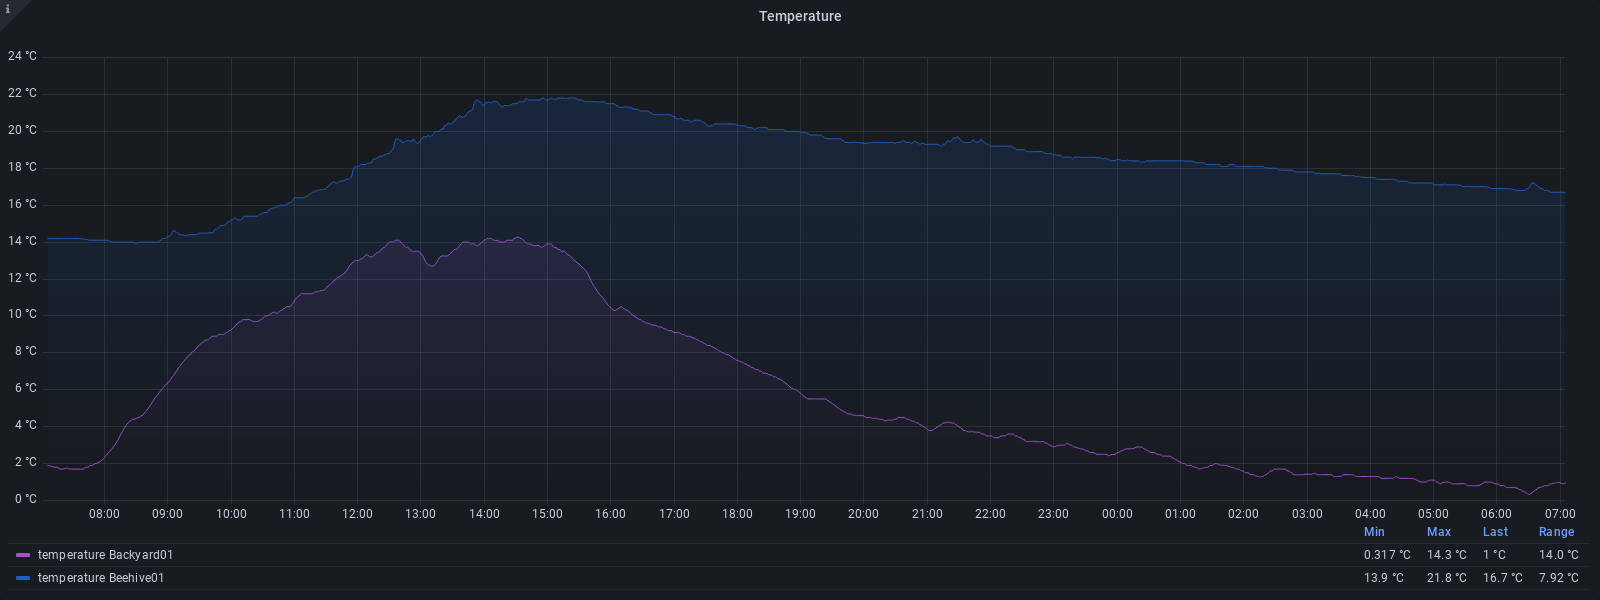 i
Temperature
24 °C
22 °C
20 °C
18 °C
16 °C
14 °C
12 °C
10 °C
8 °C
6 °C
4 °C
2 °C
0 °C
08:00 09:00 10:00 11:00 12:00 13:00 14:00 15:00 16:00 17:00 18:00 19:00 20:00 21:00 22:00 23:00 00:00 01:00 02:00 03:00 04:00 05:00 06:00 07:00
Min Max Last Range
temperature Backyard01 0.317 °C 14.3 °C 1 °C 14.0 °C
temperature Beehive01 13.9 °C 21.8 °C 16.7 °C 7.92 °C